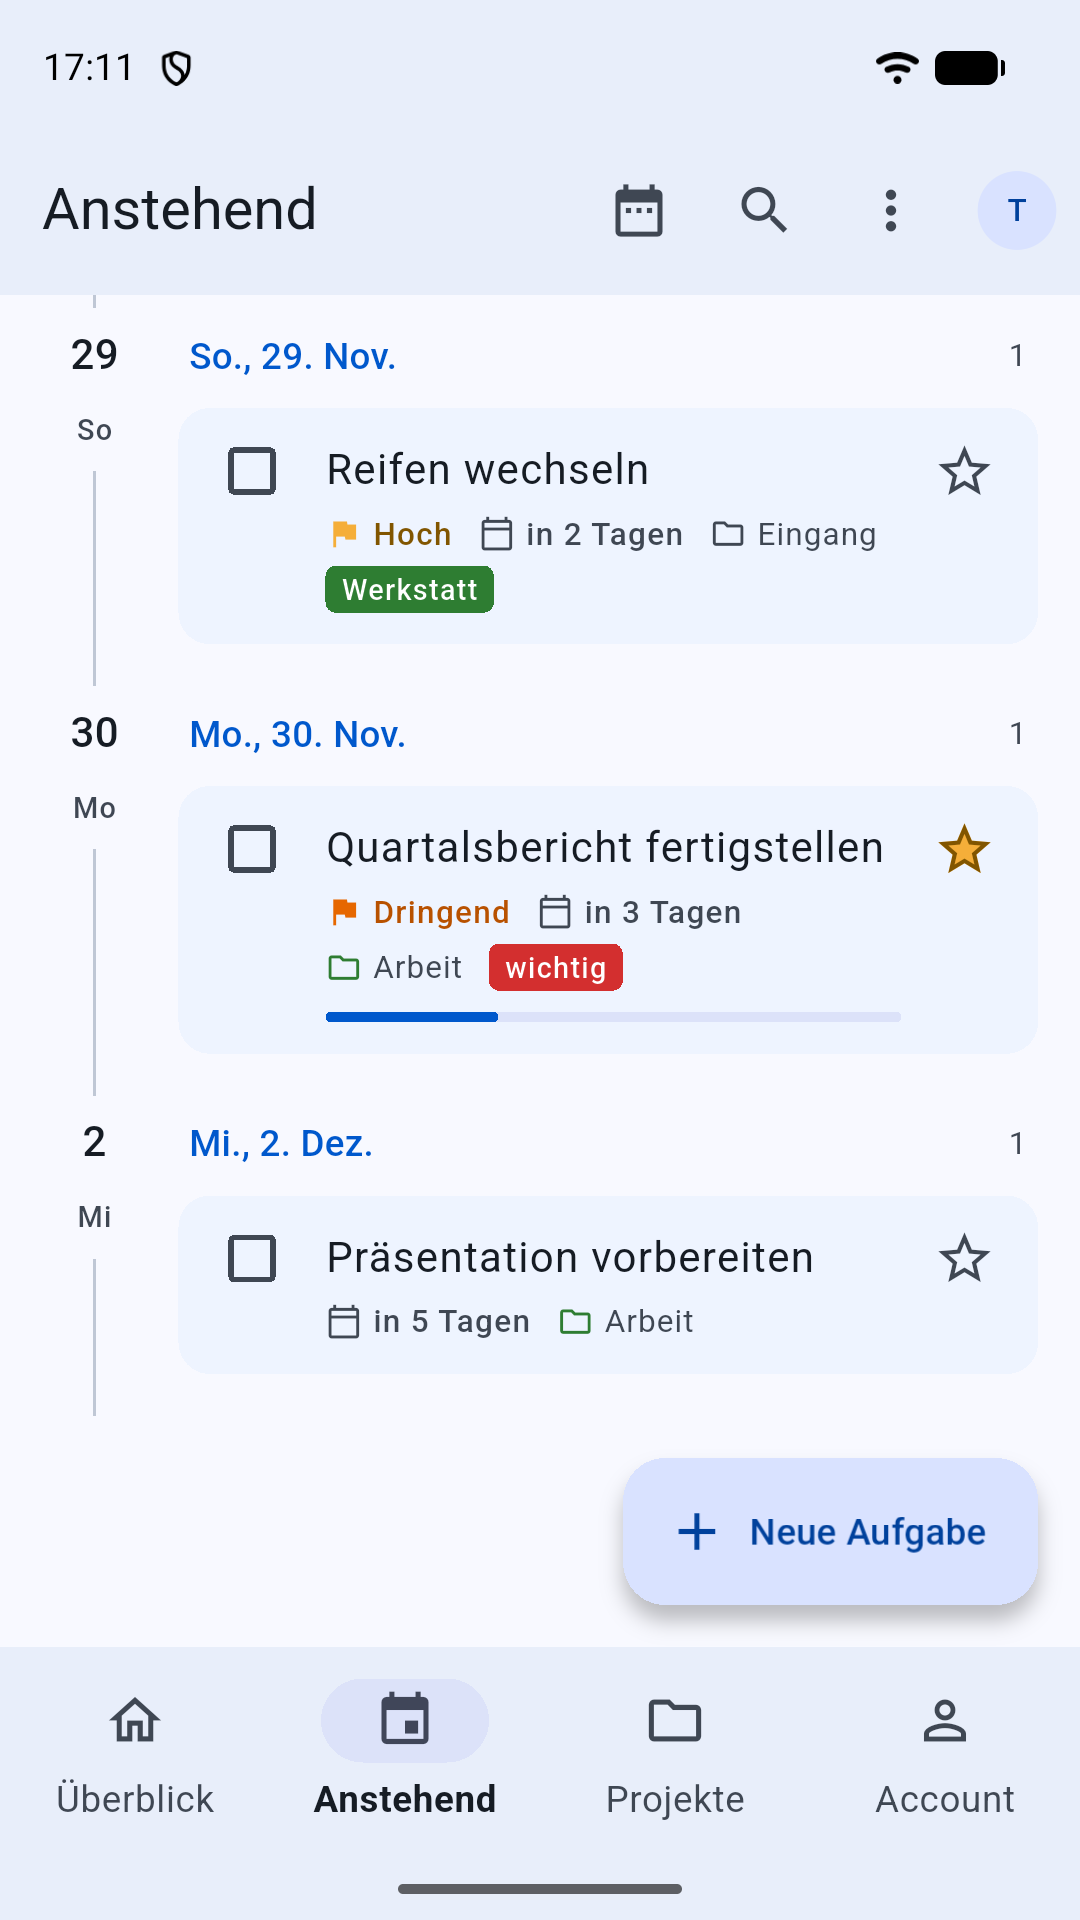 17:11
Anstehend
T
29 So., 29. Nov. 1
So
Reifen wechseln
Hoch in 2 Tagen Eingang
Werkstatt
30 Mo., 30. Nov. 1
Mo
Quartalsbericht fertigstellen
Dringend in 3 Tagen
Arbeit wichtig
2 Mi., 2. Dez. 1
Mi
Präsentation vorbereiten
in 5 Tagen Arbeit
Neue Aufgabe
Überblick Anstehend Projekte Account